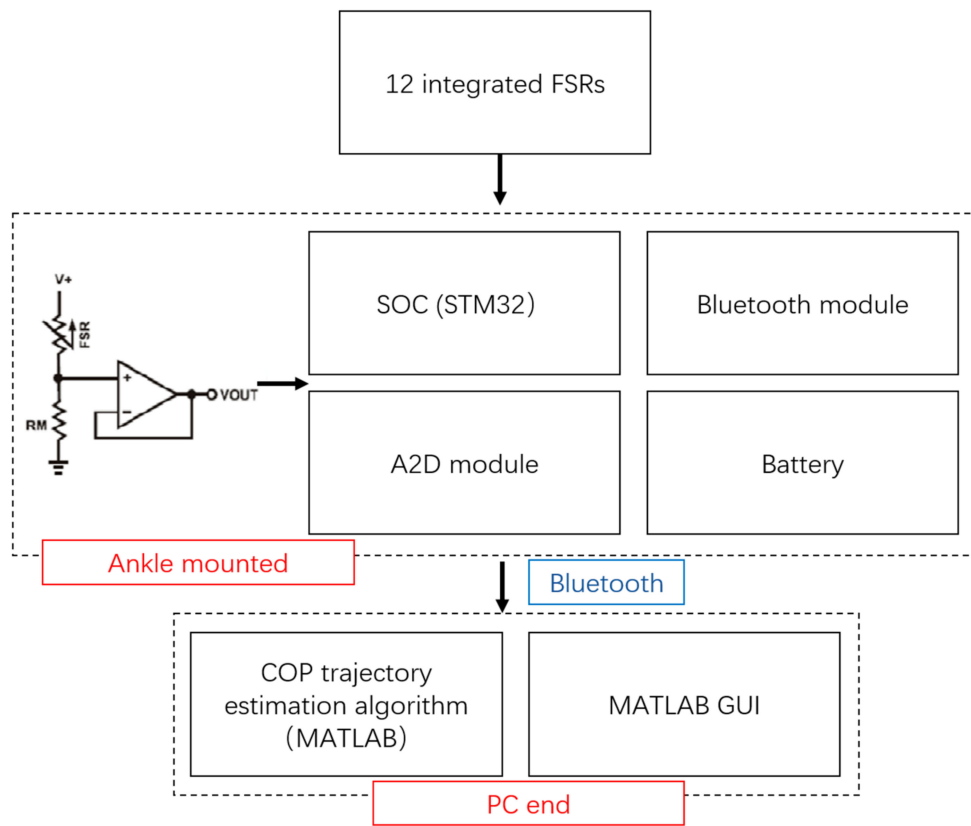 12 integrated FSRs
V+
FSR
RM
+
−
VOUT
SOC (STM32）
Bluetooth module
A2D module
Battery
Ankle mounted
Bluetooth
COP trajectory
estimation algorithm
（MATLAB）
MATLAB GUI
PC end